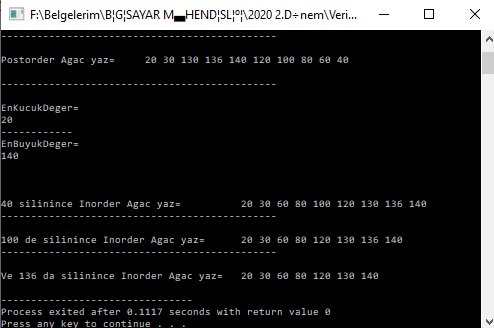 F:\Belgelerim\B¦G¦SAYAR M▄▄HEND¦SL¦º¦\2020 2.D÷nem\Veri...
----------------------------------------------
Postorder Agac yaz=     20 30 130 136 140 120 100 80 60 40
----------------------------------------------
EnKucukDeger=
20
------------
EnBuyukDeger=
140
40 silinince Inorder Agac yaz=          20 30 60 80 100 120 130 136 140
----------------------------------------------
100 de silinince Inorder Agac yaz=      20 30 60 80 120 130 136 140
----------------------------------------------
Ve 136 da silinince Inorder Agac yaz=   20 30 60 80 120 130 140
--------------------------------
Process exited after 0.1117 seconds with return value 0
Press any key to continue . . .